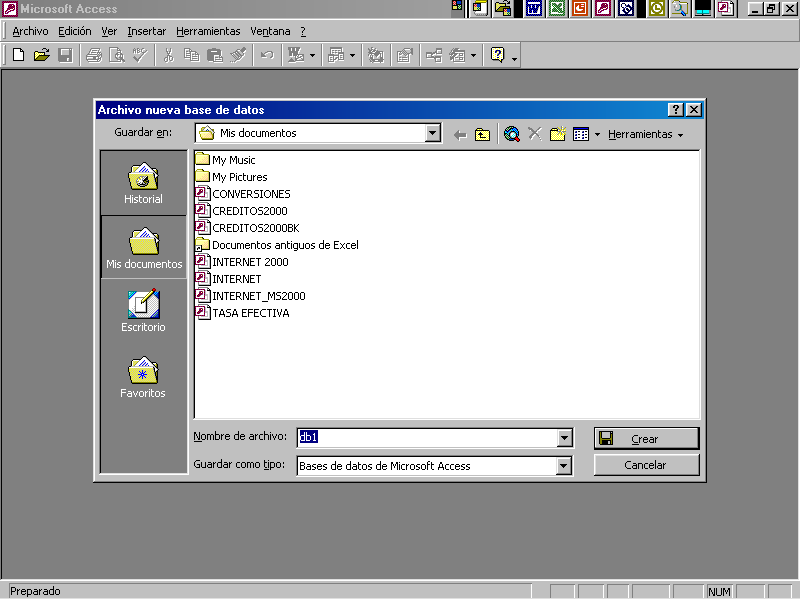 Microsoft Access
Archivo Edición Ver Insertar Herramientas Ventana ?
Archivo nueva base de datos
Guardar en: Mis documentos Herramientas
My Music
My Pictures
CONVERSIONES
CREDITOS2000
CREDITOS2000BK
Documentos antiguos de Excel
INTERNET 2000
INTERNET
INTERNET_MS2000
TASA EFECTIVA
Historial
Mis documentos
Escritorio
Favoritos
Nombre de archivo: db1 Crear
Guardar como tipo: Bases de datos de Microsoft Access Cancelar
Preparado NUM